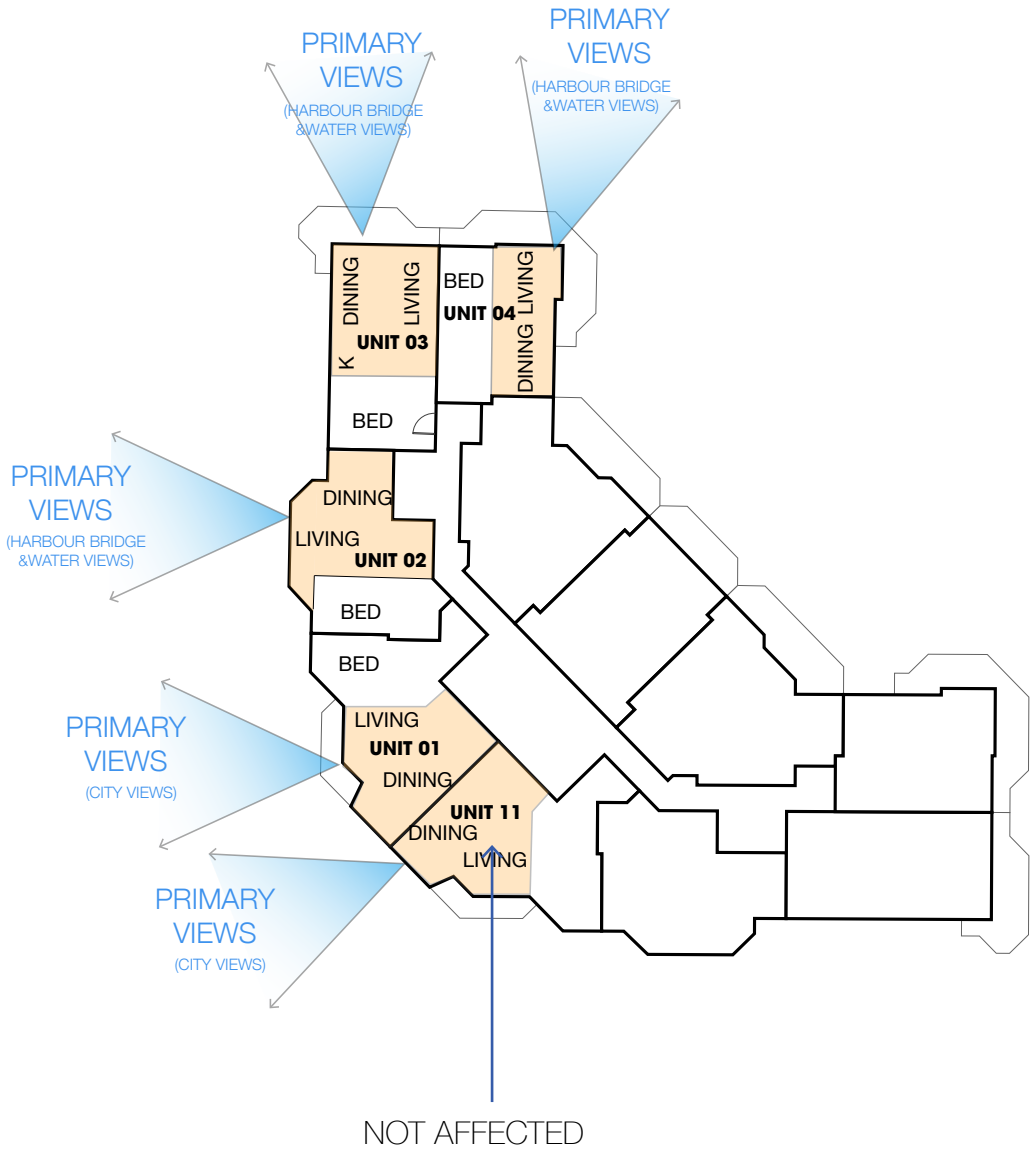 PRIMARY
VIEWS
(HARBOUR BRIDGE
&WATER VIEWS)
PRIMARY
VIEWS
(HARBOUR BRIDGE
&WATER VIEWS)
DINING
LIVING
UNIT 03
K
BED
BED
UNIT 04
LIVING
DINING
PRIMARY
VIEWS
(HARBOUR BRIDGE
&WATER VIEWS)
DINING
LIVING
UNIT 02
BED
BED
PRIMARY
VIEWS
(CITY VIEWS)
LIVING
UNIT 01
DINING
UNIT 11
DINING
LIVING
PRIMARY
VIEWS
(CITY VIEWS)
NOT AFFECTED